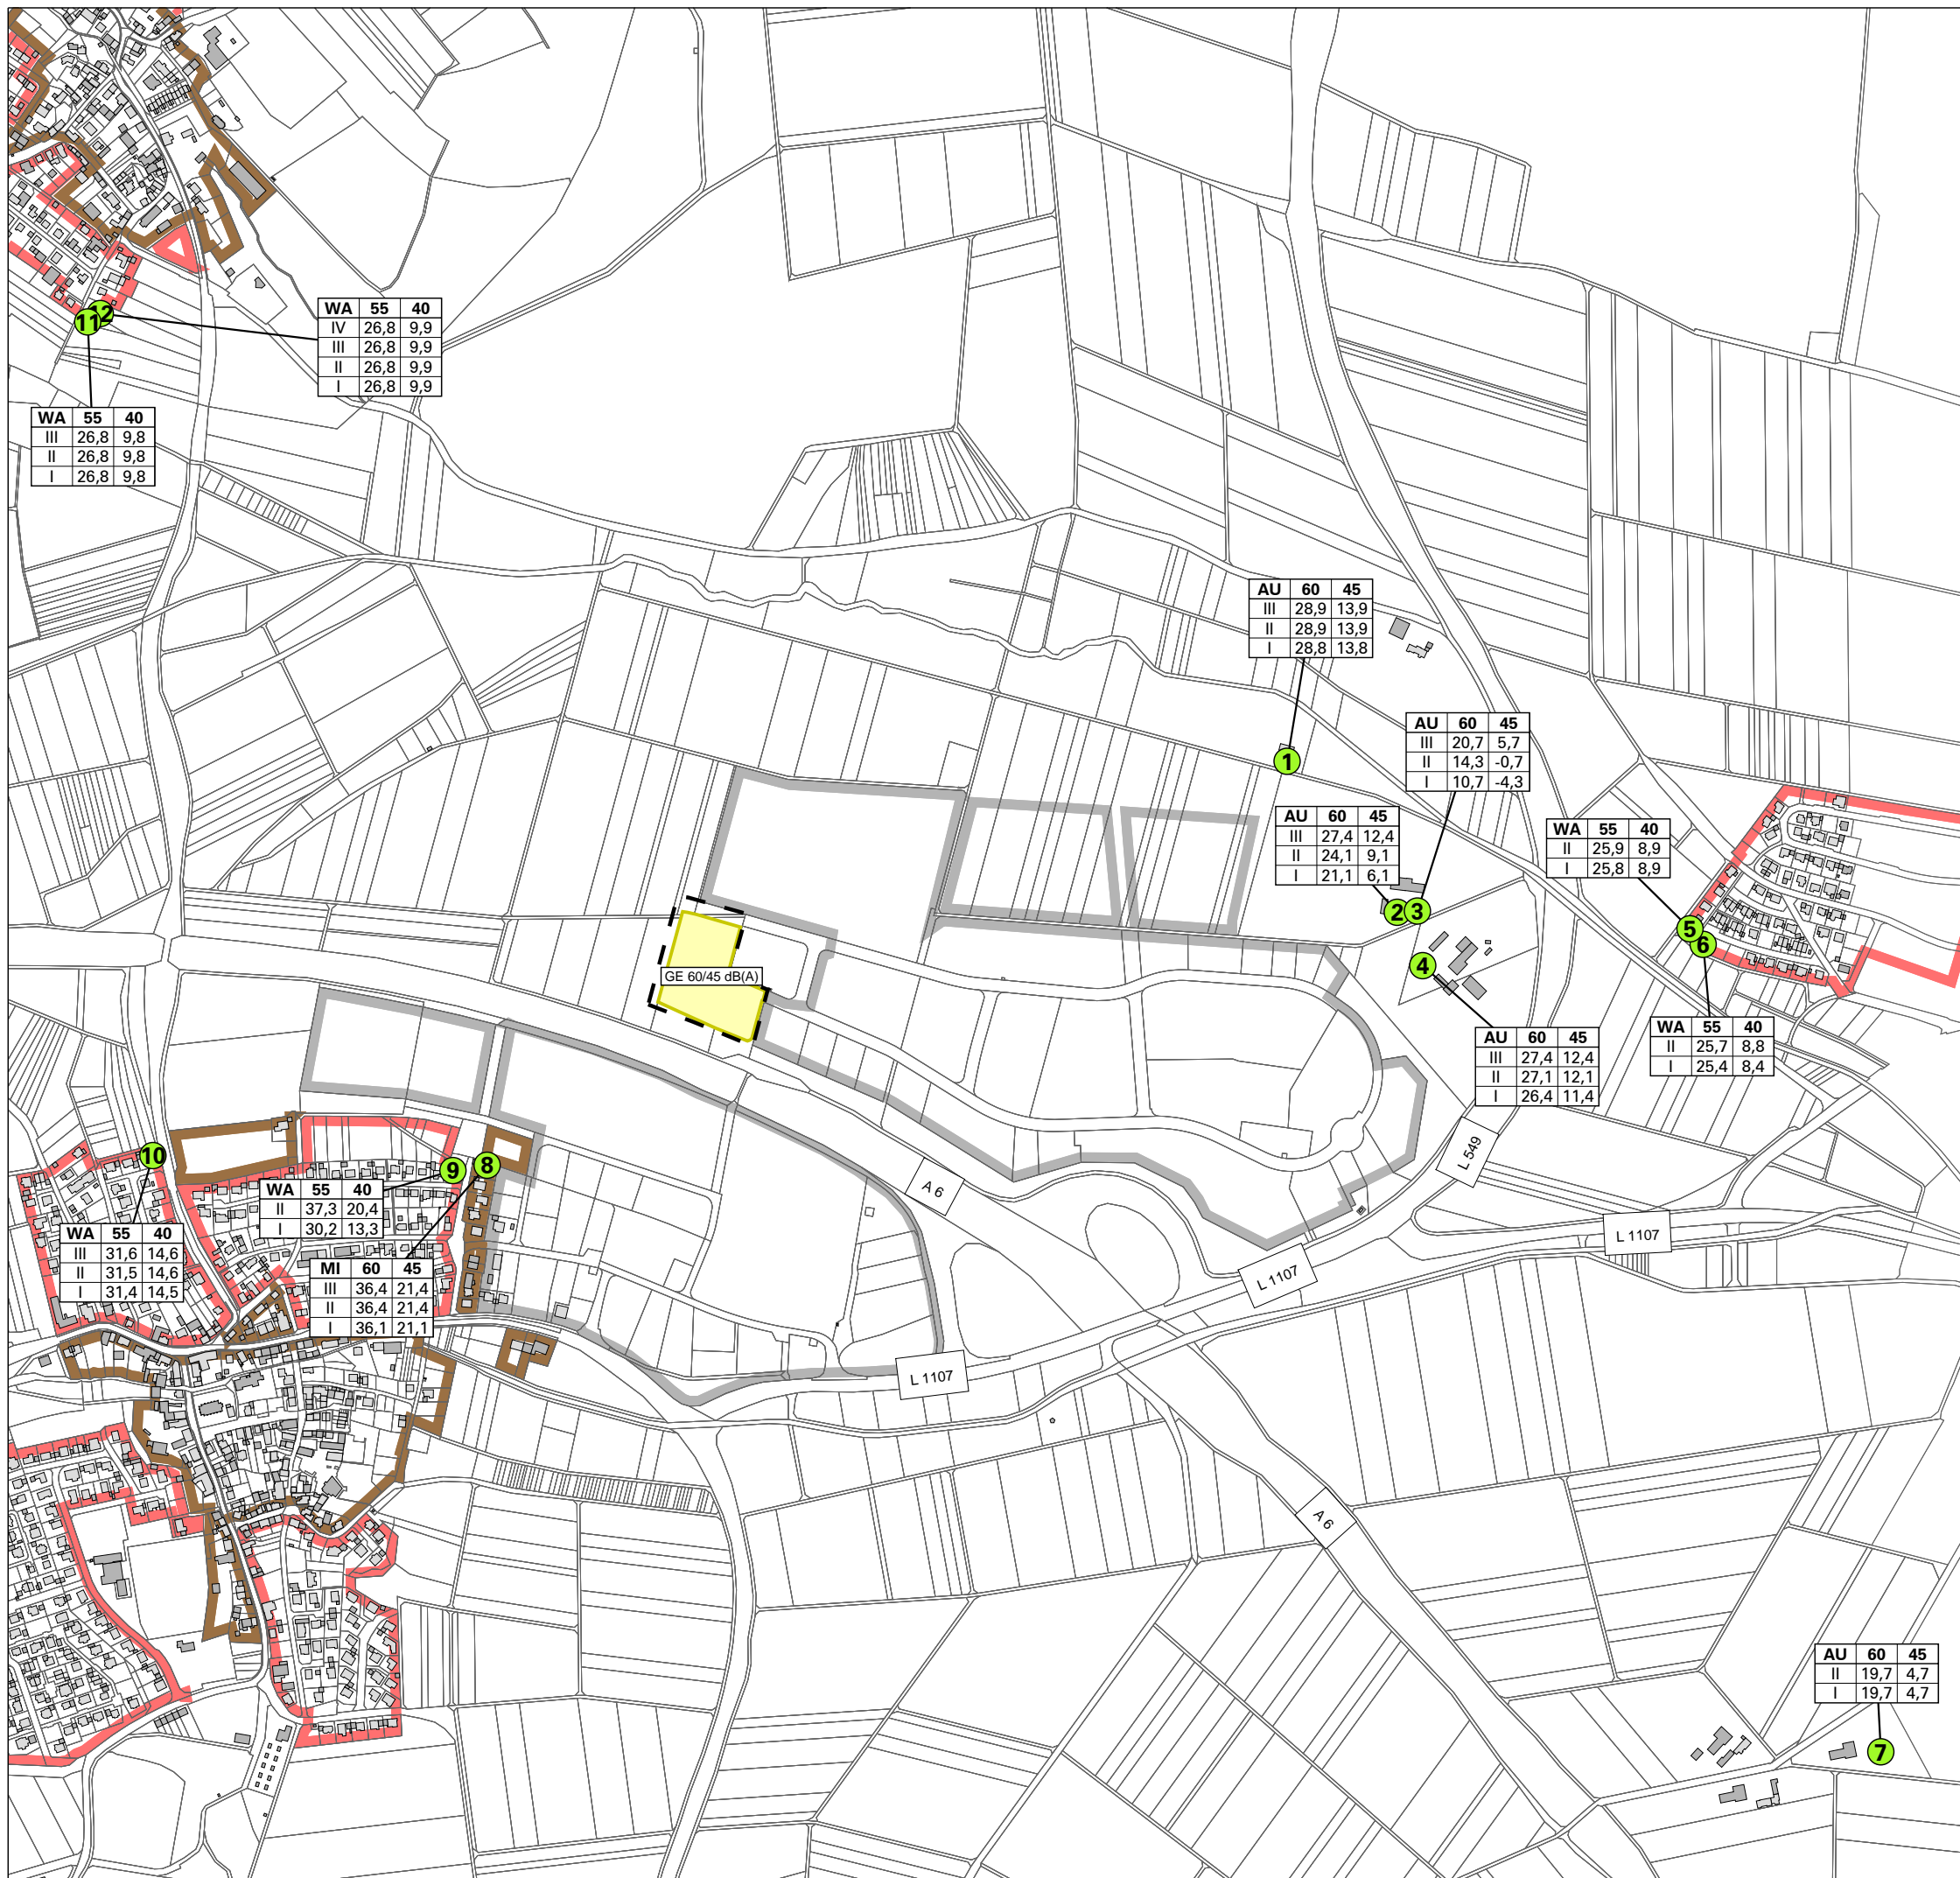 WA 55 40
IV 26,8 9,9
III 26,8 9,9
II 26,8 9,9
I 26,8 9,9
12
11
WA 55 40
III 26,8 9,8
II 26,8 9,8
I 26,8 9,8
AU 60 45
III 28,9 13,9
II 28,9 13,9
I 28,8 13,8
1
AU 60 45
III 20,7 5,7
II 14,3 -0,7
I 10,7 -4,3
AU 60 45
III 27,4 12,4
II 24,1 9,1
I 21,1 6,1
WA 55 40
II 25,9 8,9
I 25,8 8,9
2
3
5
6
4
GE 60/45 dB(A)
WA 55 40
II 25,7 8,8
I 25,4 8,4
AU 60 45
III 27,4 12,4
II 27,1 12,1
I 26,4 11,4
10
9
8
L 549
A 6
WA 55 40
II 37,3 20,4
I 30,2 13,3
WA 55 40
III 31,6 14,6
II 31,5 14,6
I 31,4 14,5
MI 60 45
III 36,4 21,4
II 36,4 21,4
I 36,1 21,1
L 1107
L 1107
L 1107
A 6
AU 60 45
II 19,7 4,7
I 19,7 4,7
7